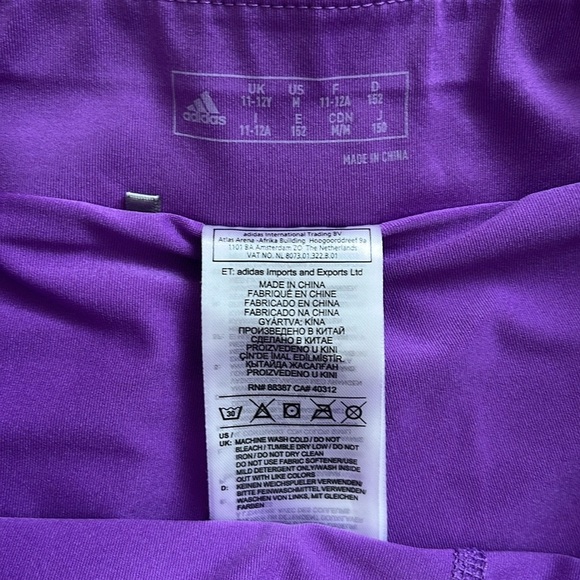 UK US F D
11-12Y M 11-12A 152
adidas
I E CDN J
11-12A 152 M/M 150
MADE IN CHINA
adidas International Trading BV
Atlas Arena -Afrika Building Hoogoorddreef 9a
1101 BA Amsterdam ZO The Netherlands
VAT NO. NL 8073.01.322.B.01
ET: adidas Imports and Exports Ltd
MADE IN CHINA
FABRIQUÉ EN CHINE
FABRICADO EN CHINA
FABRICADO NA CHINA
GYÁRTVA: KÍNA
ПРОИЗВЕДЕНО В КИТАЙ
СДЕЛАНО В КИТАЕ
PROIZVEDENO U KINI
ÇİN'DE İMAL EDİLMİŞTİR.
ҚЫТАЙДА ЖАСАЛҒАН
PROIZVEDENO U KINI
RN# 88387 CA# 40312
30
US /
UK: MACHINE WASH COLD / DO NOT
BLEACH / TUMBLE DRY LOW / DO NOT
IRON / DO NOT DRY CLEAN
DO NOT USE FABRIC SOFTENER/USE
MILD DETERGENT ONLY/WASH INSIDE
OUT WITH LIKE COLORS
D: KEINEN WEICHSPUELER VERWENDEN/
BITTE FEINWASCHMITTEL VERWENDEN/
WASCHEN VON LINKS, MIT GLEICHEN
FARBEN